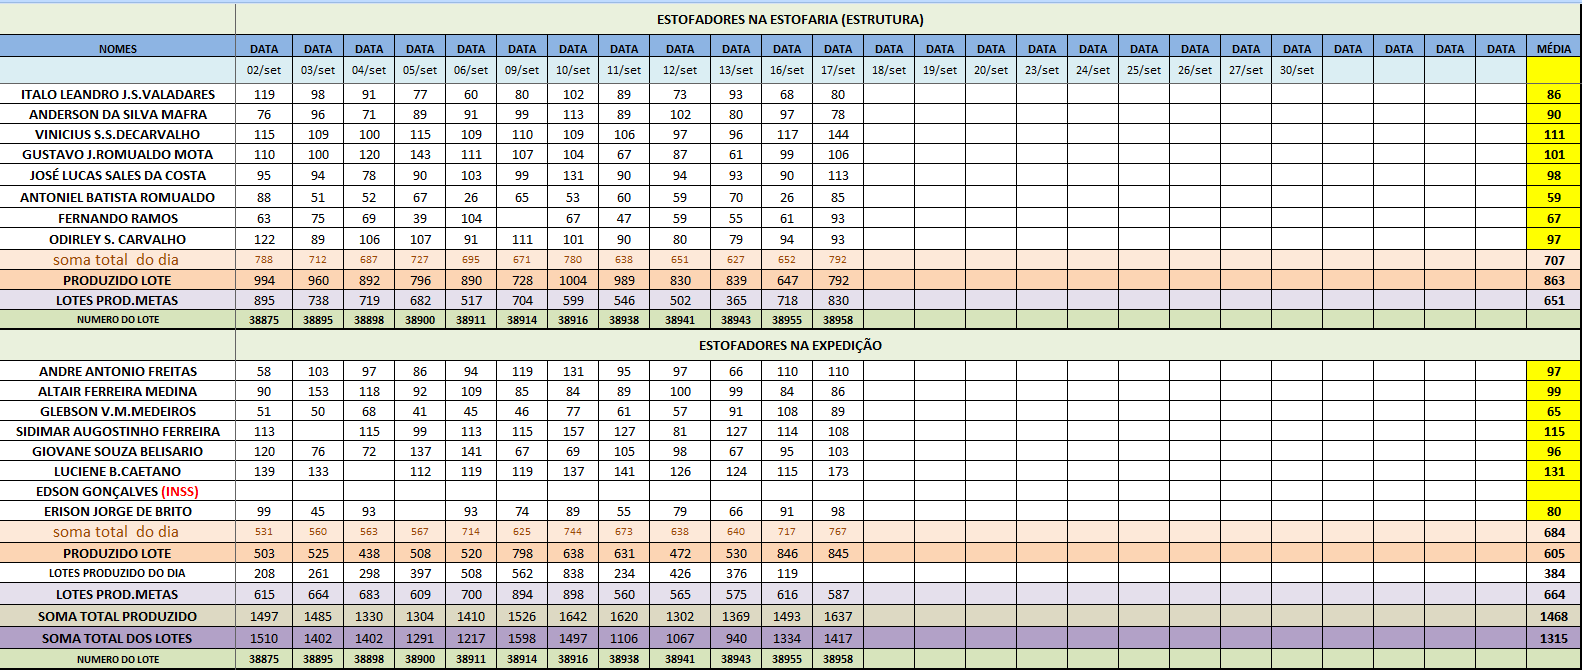 ESTOFADORES NA ESTOFARIA (ESTRUTURA)
NOMES DATA DATA DATA DATA DATA DATA DATA DATA DATA DATA DATA DATA DATA DATA DATA DATA DATA DATA DATA DATA DATA DATA DATA DATA DATA MÉDIA
02/set 03/set 04/set 05/set 06/set 09/set 10/set 11/set 12/set 13/set 16/set 17/set 18/set 19/set 20/set 23/set 24/set 25/set 26/set 27/set 30/set
ITALO LEANDRO J.S.VALADARES 119 98 91 77 60 80 102 89 73 93 68 80 86
ANDERSON DA SILVA MAFRA 76 96 71 89 91 99 113 89 102 80 97 78 90
VINICIUS S.S.DECARVALHO 115 109 100 115 109 110 109 106 97 96 117 144 111
GUSTAVO J.ROMUALDO MOTA 110 100 120 143 111 107 104 67 87 61 99 106 101
JOSÉ LUCAS SALES DA COSTA 95 94 78 90 103 99 131 90 94 93 90 113 98
ANTONIEL BATISTA ROMUALDO 88 51 52 67 26 65 53 60 59 70 26 85 59
FERNANDO RAMOS 63 75 69 39 104 67 47 59 55 61 93 67
ODIRLEY S. CARVALHO 122 89 106 107 91 111 101 90 80 79 94 93 97
soma total do dia 788 712 687 727 695 671 780 638 651 627 652 792 707
PRODUZIDO LOTE 994 960 892 796 890 728 1004 989 830 839 647 792 863
LOTES PROD.METAS 895 738 719 682 517 704 599 546 502 365 718 830 651
NUMERO DO LOTE 38875 38895 38898 38900 38911 38914 38916 38938 38941 38943 38955 38958
ESTOFADORES NA EXPEDIÇÃO
ANDRE ANTONIO FREITAS 58 103 97 86 94 119 131 95 97 66 110 110 97
ALTAIR FERREIRA MEDINA 90 153 118 92 109 85 84 89 100 99 84 86 99
GLEBSON V.M.MEDEIROS 51 50 68 41 45 46 77 61 57 91 108 89 65
SIDIMAR AUGOSTINHO FERREIRA 113 115 99 113 115 157 127 81 127 114 108 115
GIOVANE SOUZA BELISARIO 120 76 72 137 141 67 69 105 98 67 95 103 96
LUCIENE B.CAETANO 139 133 112 119 119 137 141 126 124 115 173 131
EDSON GONÇALVES (INSS)
ERISON JORGE DE BRITO 99 45 93 93 74 89 55 79 66 91 98 80
soma total do dia 531 560 563 567 714 625 744 673 638 640 717 767 684
PRODUZIDO LOTE 503 525 438 508 520 798 638 631 472 530 846 845 605
LOTES PRODUZIDO DO DIA 208 261 298 397 508 562 838 234 426 376 119 384
LOTES PROD.METAS 615 664 683 609 700 894 898 560 565 575 616 587 664
SOMA TOTAL PRODUZIDO 1497 1485 1330 1304 1410 1526 1642 1620 1302 1369 1493 1637 1468
SOMA TOTAL DOS LOTES 1510 1402 1402 1291 1217 1598 1497 1106 1067 940 1334 1417 1315
NUMERO DO LOTE 38875 38895 38898 38900 38911 38914 38916 38938 38941 38943 38955 38958